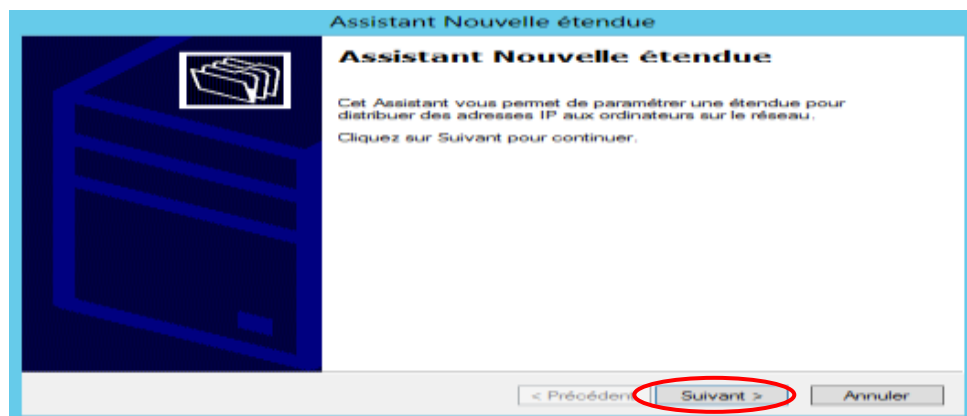 Assistant Nouvelle étendue
Assistant Nouvelle étendue
Cet Assistant vous permet de paramétrer une étendue pour
distribuer des adresses IP aux ordinateurs sur le réseau.
Cliquez sur Suivant pour continuer.
< Précédent Suivant > Annuler